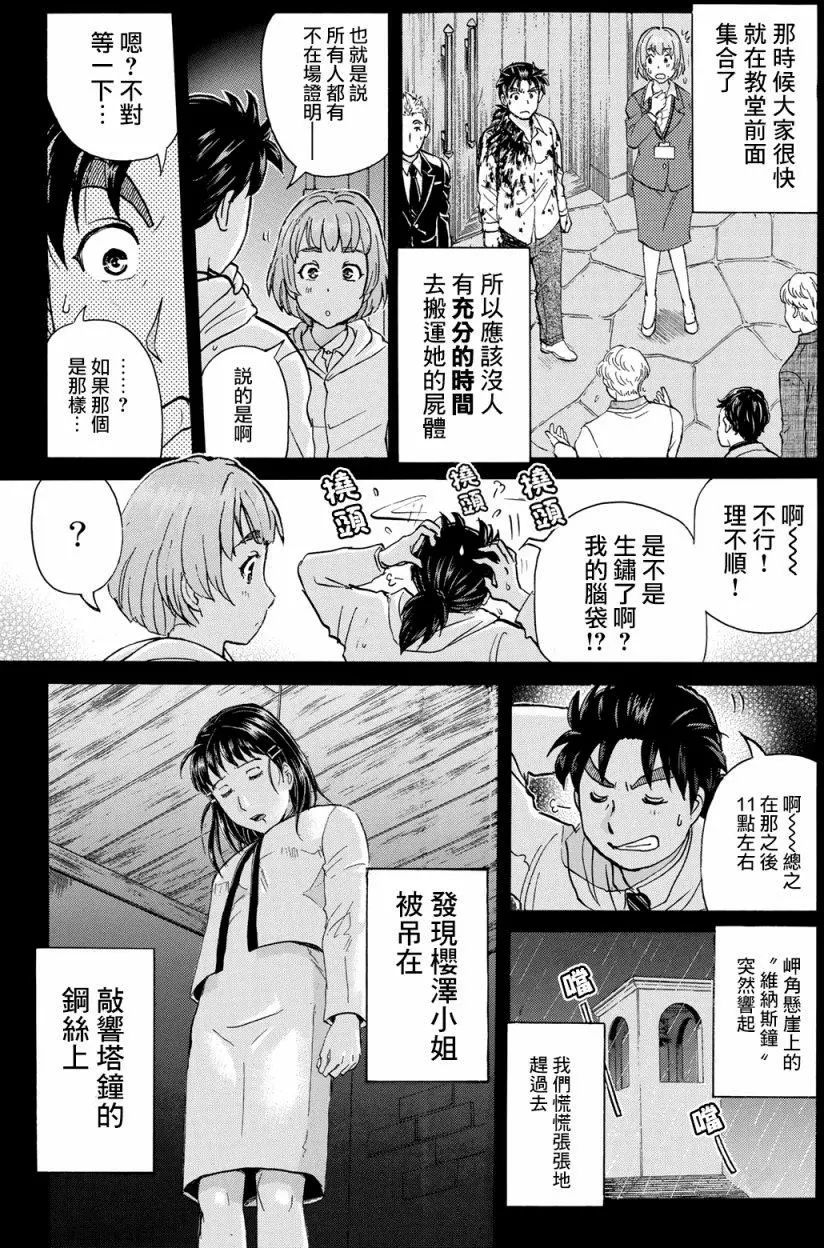 那時候大家很快
就在教堂前面
集合了
所以應該沒人
有充分的時間
去搬運她的屍體
也就是說
所有人都有
不在場證明——
說的是啊
嗯？不對
等一下…
……？
如果那個
是那樣…
啊~~~
不行！
理不順！
是不是
生鏽了啊？
我的腦袋!?
撓頭
撓頭
撓頭
？
啊~~~總之
在那之後
11點左右
岬角懸崖上的
〝維納斯鐘〞
突然響起
噹——
噹——
我們慌慌張張地
趕過去
發現櫻澤小姐
被吊在
敲響塔鐘的
鋼絲上